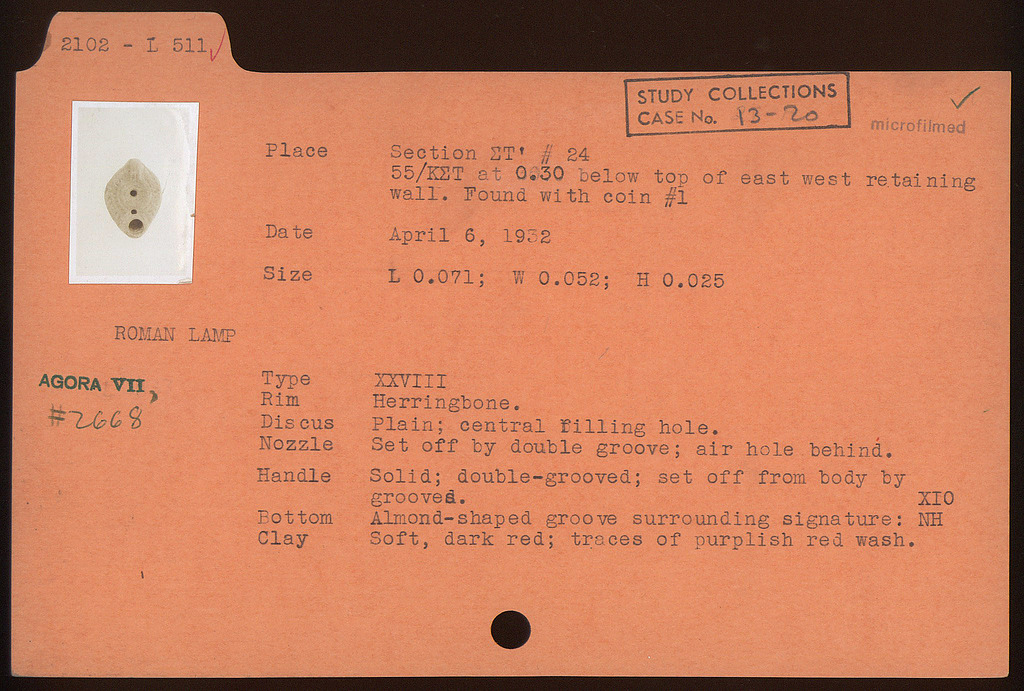 2102 - L 511
STUDY COLLECTIONS
CASE No. 13-20
microfilmed
Place Section ΣΤ' # 24
55/ΚΣΤ at 0.30 below top of east west retaining
wall. Found with coin #1
Date April 6, 1932
Size L 0.071; W 0.052; H 0.025
ROMAN LAMP
AGORA VII,
#2668
Type XXVIII
Rim Herringbone.
Discus Plain; central filling hole.
Nozzle Set off by double groove; air hole behind.
Handle Solid; double-grooved; set off from body by
grooves.
XIO
Bottom Almond-shaped groove surrounding signature: NH
Clay Soft, dark red; traces of purplish red wash.